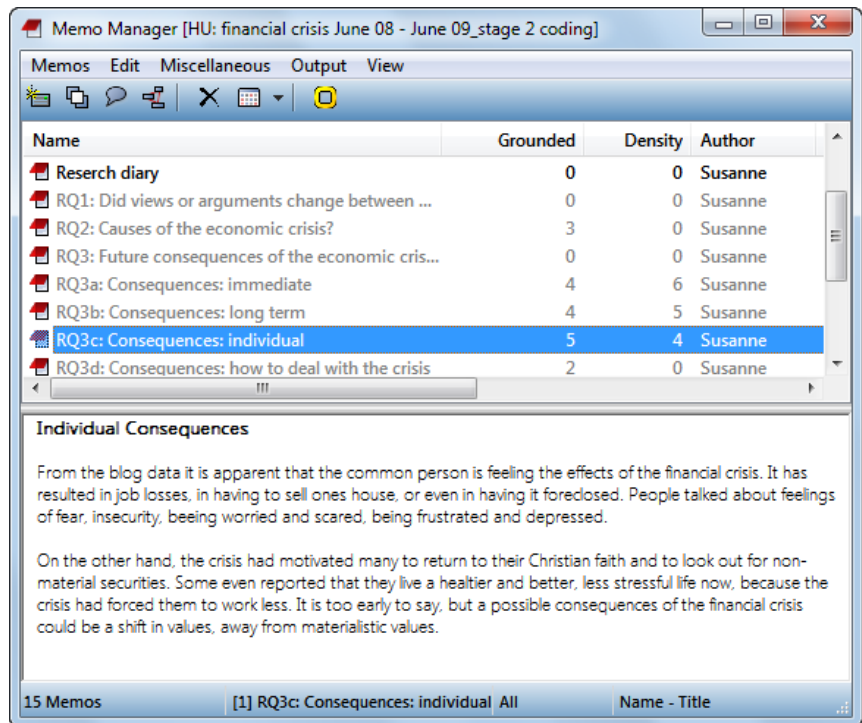 Memo Manager [HU: financial crisis June 08 - June 09_stage 2 coding]
Memos Edit Miscellaneous Output View
Name Grounded Density Author
Reserch diary 0 0 Susanne
RQ1: Did views or arguments change between ... 0 0 Susanne
RQ2: Causes of the economic crisis? 3 0 Susanne
RQ3: Future consequences of the economic cris... 0 0 Susanne
RQ3a: Consequences: immediate 4 6 Susanne
RQ3b: Consequences: long term 4 5 Susanne
RQ3c: Consequences: individual 5 4 Susanne
RQ3d: Consequences: how to deal with the crisis 2 0 Susanne
Individual Consequences
From the blog data it is apparent that the common person is feeling the effects of the financial crisis. It has
resulted in job losses, in having to sell ones house, or even in having it foreclosed. People talked about feelings
of fear, insecurity, beeing worried and scared, being frustrated and depressed.
On the other hand, the crisis had motivated many to return to their Christian faith and to look out for non-
material securities. Some even reported that they live a healtier and better, less stressful life now, because the
crisis had forced them to work less. It is too early to say, but a possible consequences of the financial crisis
could be a shift in values, away from materialistic values.
15 Memos [1] RQ3c: Consequences: individual All Name - Title